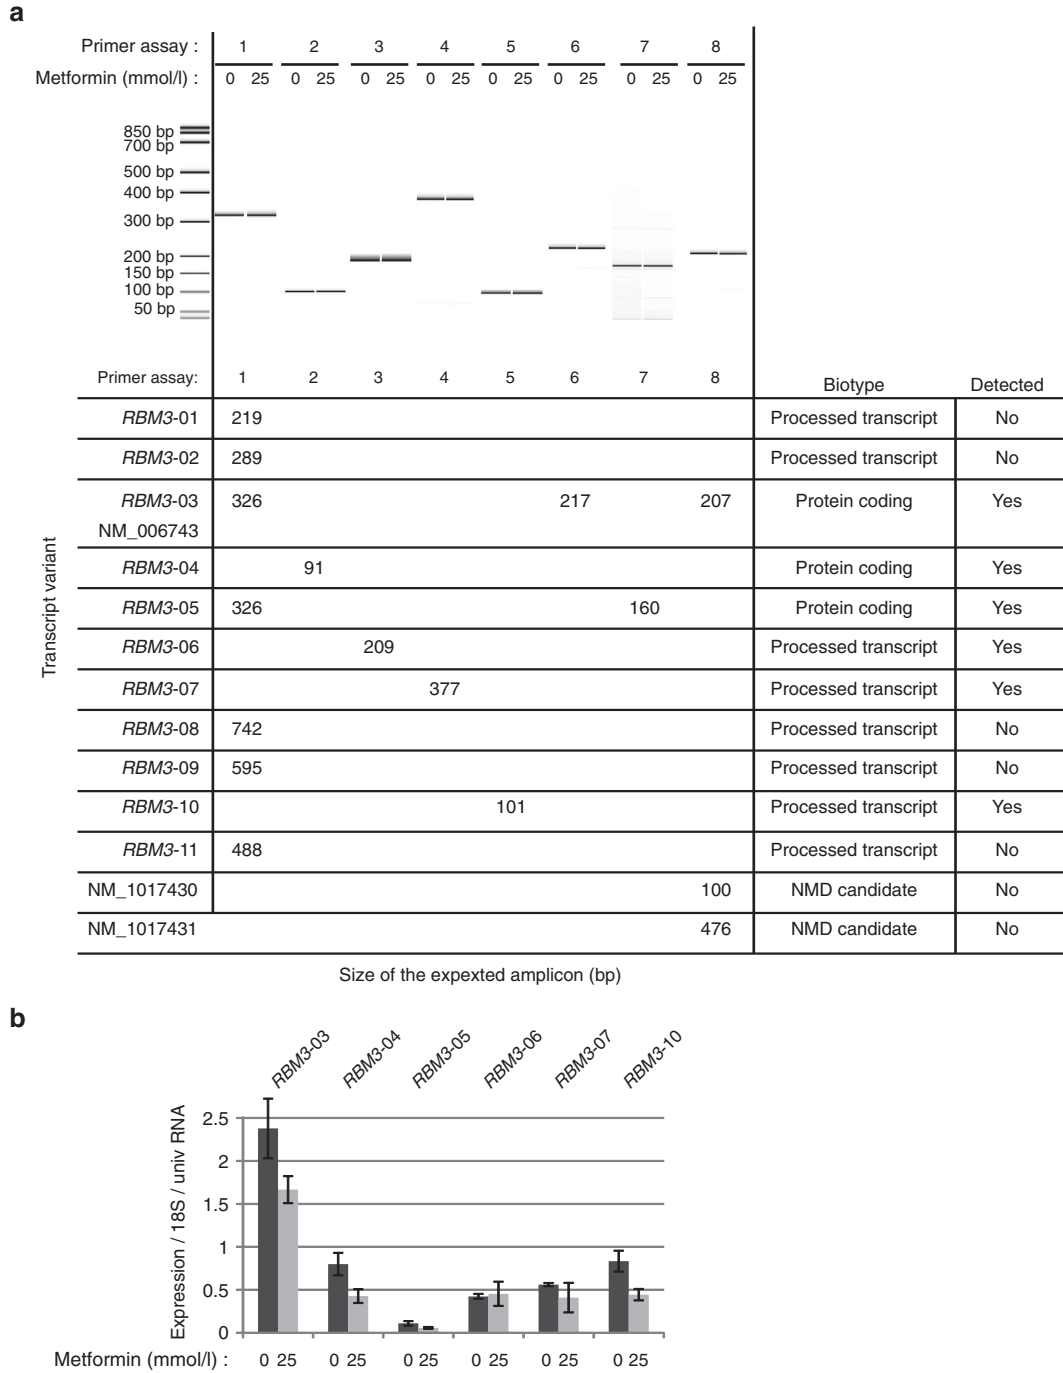 a
Primer assay : 1 2 3 4 5 6 7 8
Metformin (mmol/l) : 0 25 0 25 0 25 0 25 0 25 0 25 0 25 0 25
850 bp
700 bp
500 bp
400 bp
300 bp
200 bp
150 bp
100 bp
50 bp
Primer assay: 1 2 3 4 5 6 7 8 Biotype Detected
Transcript variant
RBM3-01 219 Processed transcript No
RBM3-02 289 Processed transcript No
RBM3-03 326 217 207 Protein coding Yes
NM_006743
RBM3-04 91 Protein coding Yes
RBM3-05 326 160 Protein coding Yes
RBM3-06 209 Processed transcript Yes
RBM3-07 377 Processed transcript Yes
RBM3-08 742 Processed transcript No
RBM3-09 595 Processed transcript No
RBM3-10 101 Processed transcript Yes
RBM3-11 488 Processed transcript No
NM_1017430 100 NMD candidate No
NM_1017431 476 NMD candidate No
Size of the expexted amplicon (bp)
b
RBM3-03 RBM3-04 RBM3-05 RBM3-06 RBM3-07 RBM3-10
Expression / 18S / univ RNA
2.5
2
1.5
1
0.5
0
Metformin (mmol/l) : 0 25 0 25 0 25 0 25 0 25 0 25